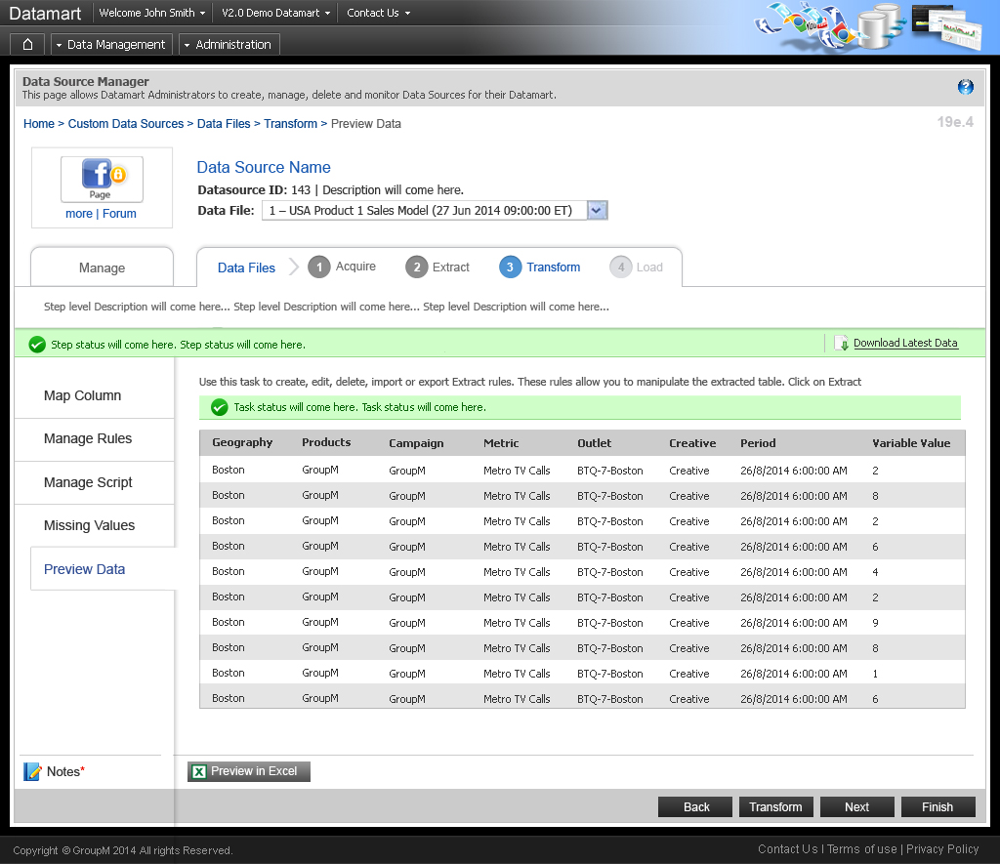 Datamart Welcome John Smith V2.0 Demo Datamart Contact Us
Data Management Administration
Data Source Manager
This page allows Datamart Administrators to create, manage, delete and monitor Data Sources for their Datamart.
Home > Custom Data Sources > Data Files > Transform > Preview Data
19e.4
Page
more | Forum
Data Source Name
Datasource ID: 143 | Description will come here.
Data File: 1 – USA Product 1 Sales Model (27 Jun 2014 09:00:00 ET)
Manage
Data Files 1 Acquire 2 Extract 3 Transform 4 Load
Step level Description will come here... Step level Description will come here... Step level Description will come here...
Step status will come here. Step status will come here.
Download Latest Data
Map Column
Manage Rules
Manage Script
Missing Values
Preview Data
Use this task to create, edit, delete, import or export Extract rules. These rules allow you to manipulate the extracted table. Click on Extract
Task status will come here. Task status will come here.
Geography Products Campaign Metric Outlet Creative Period Variable Value
Boston GroupM GroupM Metro TV Calls BTQ-7-Boston Creative 26/8/2014 6:00:00 AM 2
Boston GroupM GroupM Metro TV Calls BTQ-7-Boston Creative 26/8/2014 6:00:00 AM 8
Boston GroupM GroupM Metro TV Calls BTQ-7-Boston Creative 26/8/2014 6:00:00 AM 2
Boston GroupM GroupM Metro TV Calls BTQ-7-Boston Creative 26/8/2014 6:00:00 AM 6
Boston GroupM GroupM Metro TV Calls BTQ-7-Boston Creative 26/8/2014 6:00:00 AM 4
Boston GroupM GroupM Metro TV Calls BTQ-7-Boston Creative 26/8/2014 6:00:00 AM 2
Boston GroupM GroupM Metro TV Calls BTQ-7-Boston Creative 26/8/2014 6:00:00 AM 9
Boston GroupM GroupM Metro TV Calls BTQ-7-Boston Creative 26/8/2014 6:00:00 AM 8
Boston GroupM GroupM Metro TV Calls BTQ-7-Boston Creative 26/8/2014 6:00:00 AM 1
Boston GroupM GroupM Metro TV Calls BTQ-7-Boston Creative 26/8/2014 6:00:00 AM 6
Notes*
Preview in Excel
Back Transform Next Finish
Copyright © GroupM 2014 All rights Reserved.
Contact Us | Terms of use | Privacy Policy